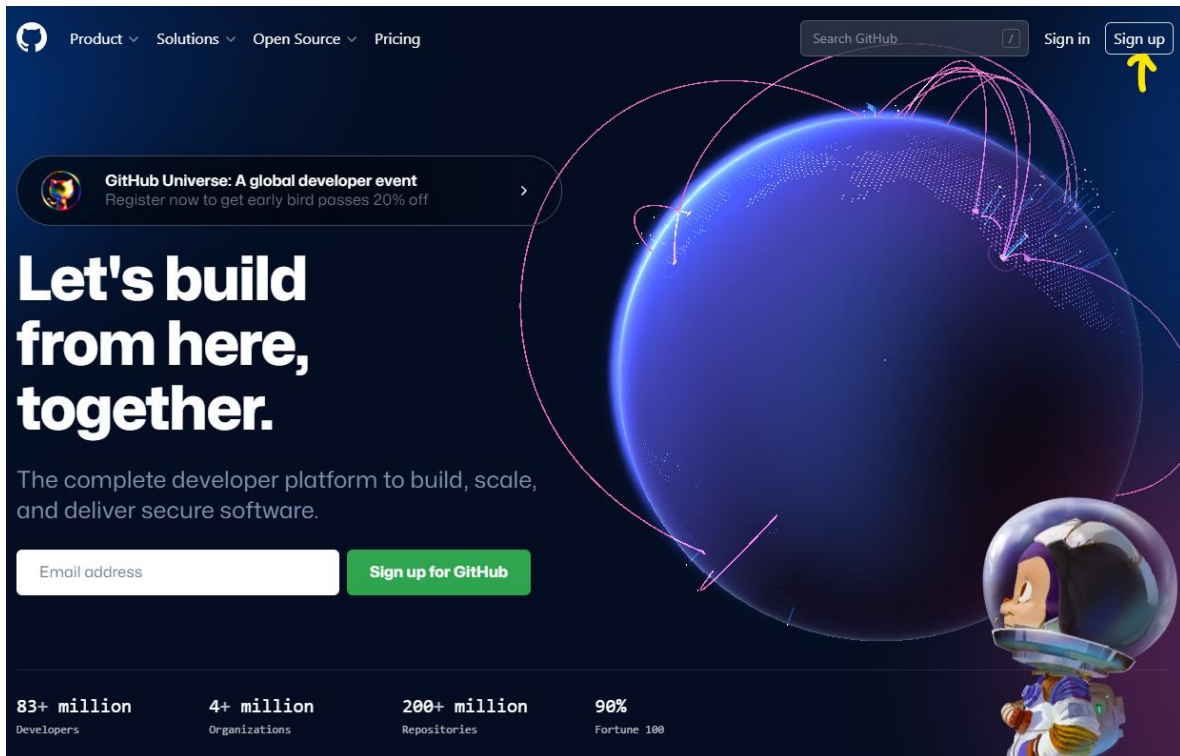 Product Solutions Open Source Pricing Search GitHub / Sign in Sign up
GitHub Universe: A global developer event
Register now to get early bird passes 20% off
Let's build
from here,
together.
The complete developer platform to build, scale,
and deliver secure software.
Email address Sign up for GitHub
83+ million 4+ million 200+ million 90%
Developers Organizations Repositories Fortune 100